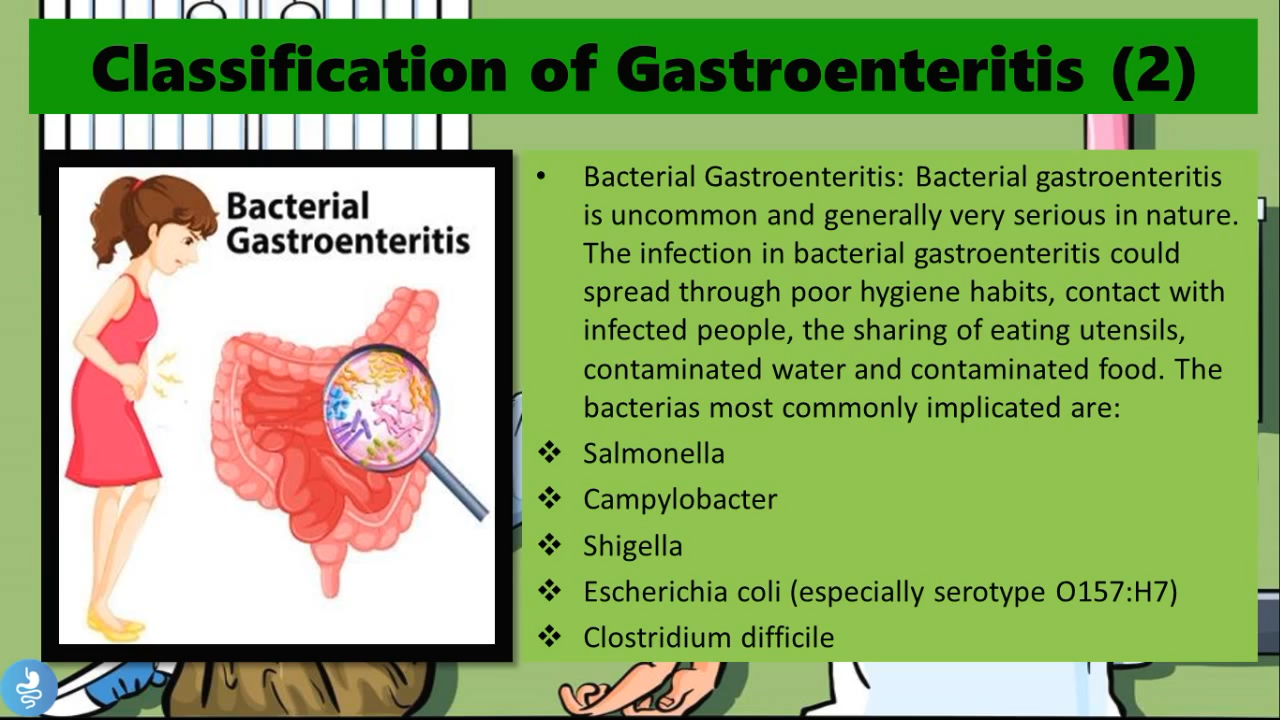 Classification of Gastroenteritis (2)
Bacterial
Gastroenteritis
• Bacterial Gastroenteritis: Bacterial gastroenteritis
is uncommon and generally very serious in nature.
The infection in bacterial gastroenteritis could
spread through poor hygiene habits, contact with
infected people, the sharing of eating utensils,
contaminated water and contaminated food. The
bacterias most commonly implicated are:
❖ Salmonella
❖ Campylobacter
❖ Shigella
❖ Escherichia coli (especially serotype O157:H7)
❖ Clostridium difficile